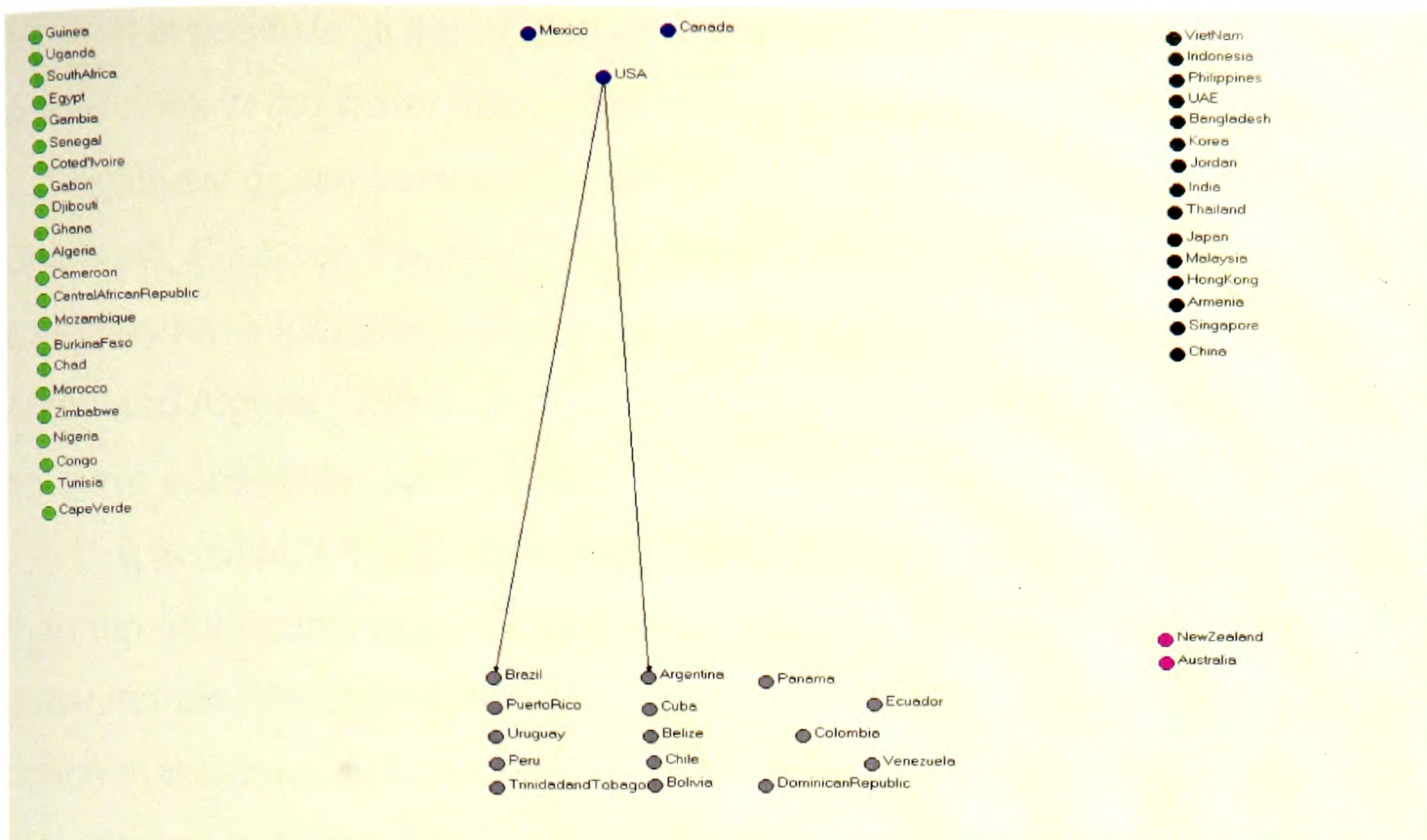 Guinea
Uganda
SouthAfrica
Egypt
Gambia
Senegal
Coted'Ivoire
Gabon
Djibouti
Ghana
Algeria
Cameroon
CentralAfricanRepublic
Mozambique
BurkinaFaso
Chad
Morocco
Zimbabwe
Nigeria
Congo
Tunisia
CapeVerde
Mexico
Canada
USA
VietNam
Indonesia
Philippines
UAE
Bangladesh
Korea
Jordan
India
Thailand
Japan
Malaysia
HongKong
Armenia
Singapore
China
NewZealand
Australia
Brazil
Argentina
Panama
PuertoRico
Cuba
Ecuador
Uruguay
Belize
Colombia
Peru
Chile
Venezuela
TrinidadandTobago
Bolivia
DominicanRepublic